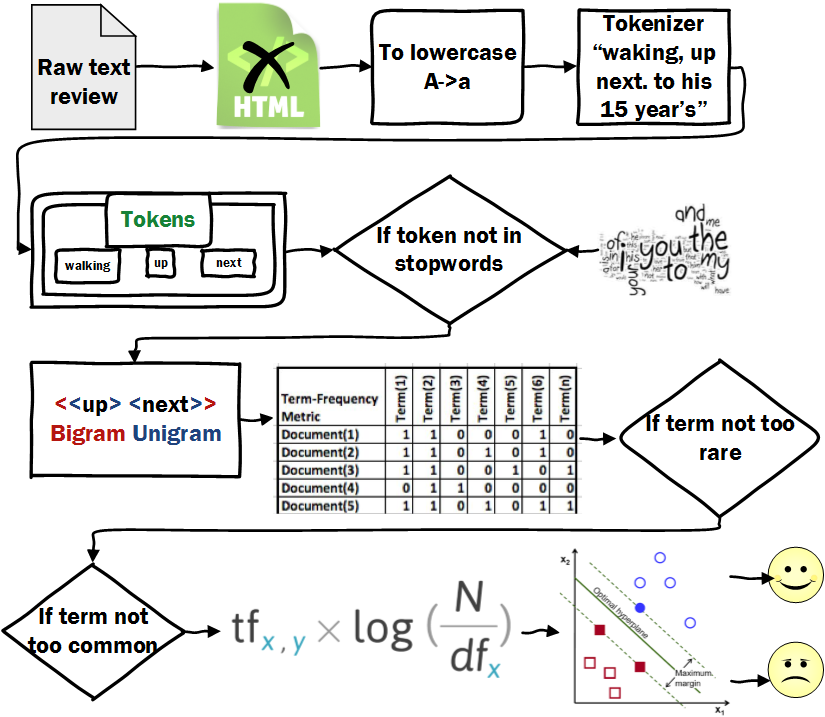 Raw text
review
</>
HTML
To lowercase
A->a
Tokenizer
“waking, up
next. to his
15 year’s”
Tokens
walking
up
next
If token not in
stopwords
and
me
of
you
the
to
my
I
have
<<up> <next>>
Bigram Unigram
Term-Frequency
Metric
Term(1)
Term(2)
Term(3)
Term(4)
Term(5)
Term(6)
Term(n)
Document(1) 1 1 0 0 0 1 0
Document(2) 1 1 0 1 0 1 0
Document(3) 1 1 0 0 1 0 1
Document(4) 0 1 1 0 0 0 0
Document(5) 1 1 0 1 0 1 1
If term not too
rare
If term not
too common
tfx , y × log (N/dfx)
x2
Optimal hyperplane
Maximum
margin
x1